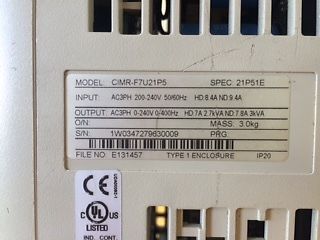 MODEL CIMR-F7U21P5 SPEC 21P51E
INPUT: AC3PH 200-240V 50/60Hz HD:8.4A ND:9.4A
OUTPUT AC3PH 0-240V 0/400Hz HD:7A 2.7kVA ND:7.8A 3kVA
O/N: MASS: 3.0kg
S/N: 1W0347279630009 PRG:
FILE NO E131457 TYPE 1 ENCLOSURE IP20
C UL US
LISTED
IND. CONT.